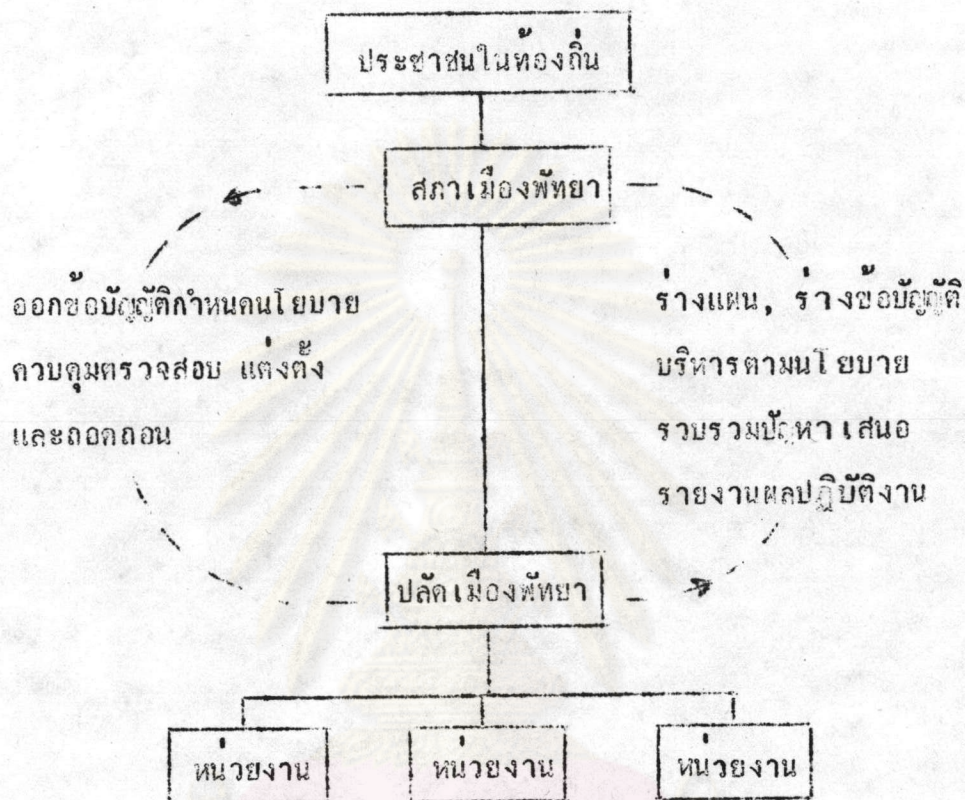 ประชาชนในท้องถิ่น
สภาเมืองพัทยา
ออกข้อบัญญัติกำหนดนโยบาย
ควบคุมตรวจสอบ แต่งตั้ง
และถอดถอน
ร่างแผน, ร่างข้อบัญญัติ
บริหารตามนโยบาย
รวบรวมปัญหาเสนอ
รายงานผลปฏิบัติงาน
ปลัดเมืองพัทยา
หน่วยงาน หน่วยงาน หน่วยงาน